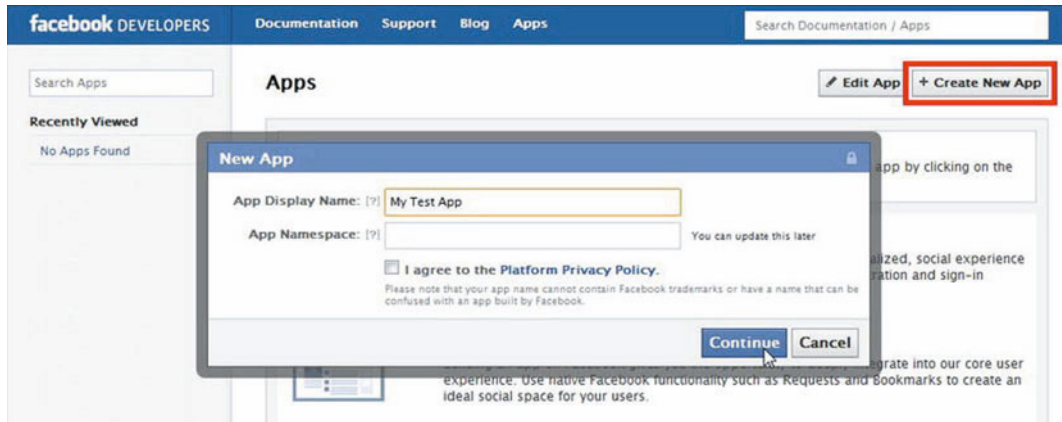 facebook DEVELOPERS
Documentation Support Blog Apps
Search Documentation / Apps
Search Apps
Recently Viewed
No Apps Found
Apps
Edit App
+ Create New App
New App
App Display Name: [?] My Test App
App Namespace: [?]
You can update this later
I agree to the Platform Privacy Policy.
Please note that your app name cannot contain Facebook trademarks or have a name that can be
confused with an app built by Facebook.
Continue Cancel
app by clicking on the
social experience
and sign-in
into our core user
experience. Use native Facebook functionality such as Requests and Bookmarks to create an
ideal social space for your users.